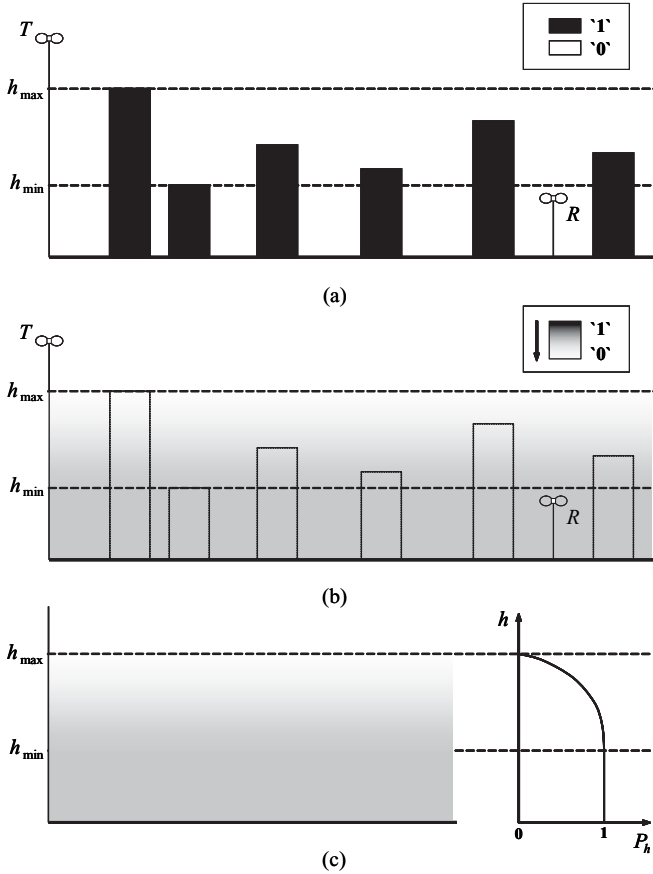 T
`1`
`0`
hmax
hmin
R
(a)
T
`1`
`0`
hmax
hmin
R
(b)
h
hmax
hmin
0 1
Ph
(c)